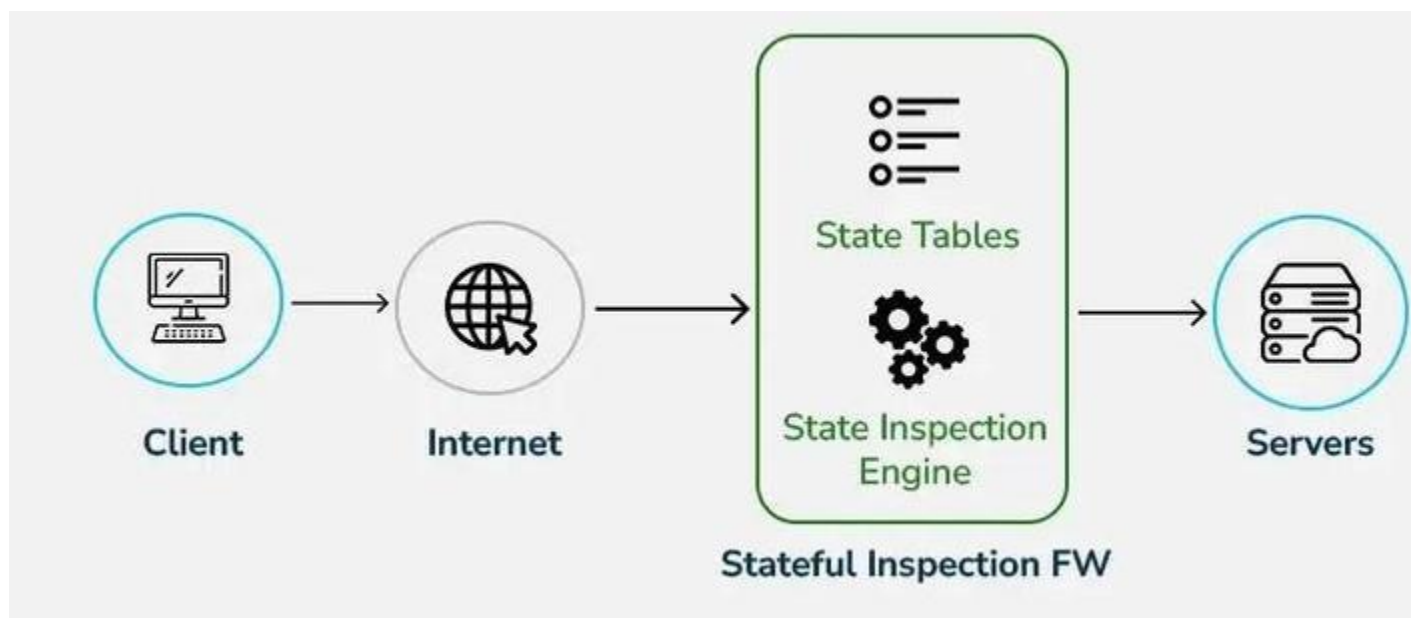 State Tables
State Inspection
Engine
Client
Internet
Servers
Stateful Inspection FW